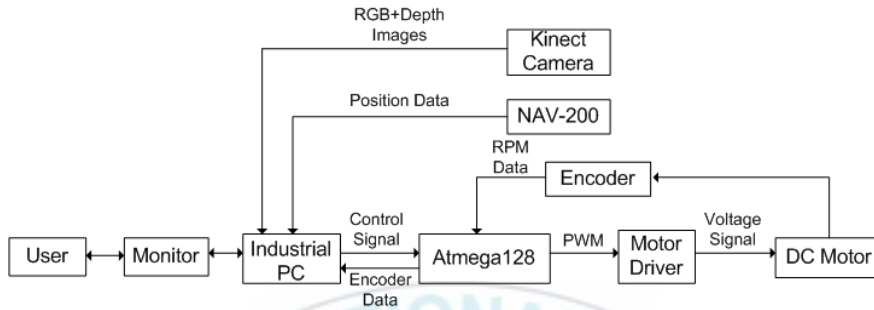 RGB+Depth
Images
Kinect
Camera
Position Data
NAV-200
RPM
Data
Encoder
User
Monitor
Industrial
PC
Control
Signal
Encoder
Data
Atmega128
PWM
Motor
Driver
Voltage
Signal
DC Motor